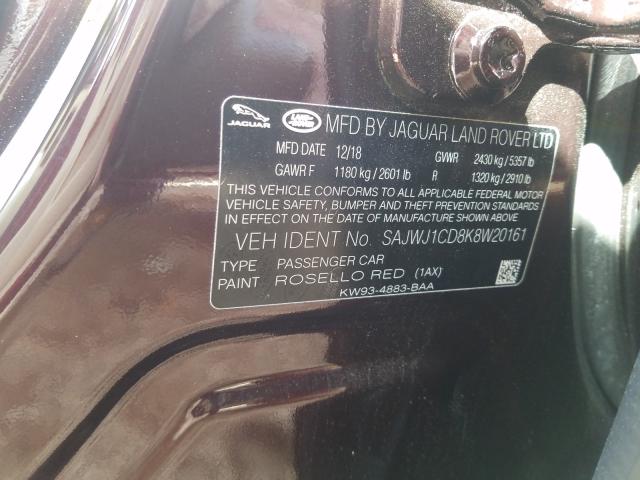 JAGUAR
LAND ROVER
MFD BY JAGUAR LAND ROVER LTD
MFD DATE 12/18 GVWR 2430 kg / 5357 lb
GAWR F 1180 kg / 2601 lb R 1320 kg / 2910 lb
THIS VEHICLE CONFORMS TO ALL APPLICABLE FEDERAL MOTOR
VEHICLE SAFETY, BUMPER AND THEFT PREVENTION STANDARDS
IN EFFECT ON THE DATE OF MANUFACTURE SHOWN ABOVE.
VEH IDENT No. SAJWJ1CD8K8W20161
TYPE PASSENGER CAR
PAINT ROSELLO RED (1AX)
KW93-4883-BAA